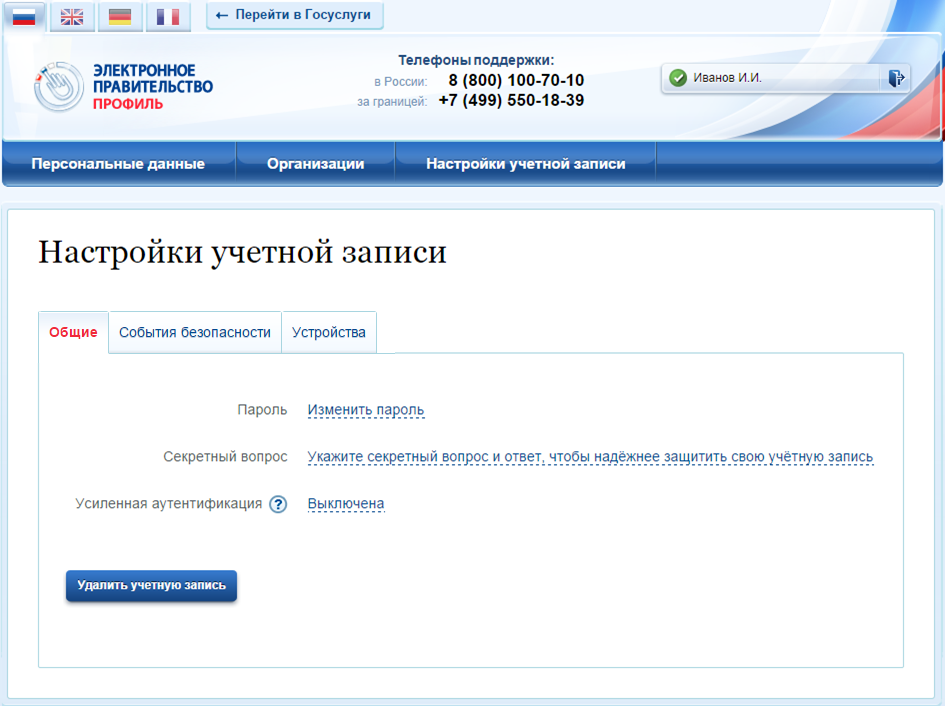 ← Перейти в Госуслуги
ЭЛЕКТРОННОЕ
ПРАВИТЕЛЬСТВО
ПРОФИЛЬ
Телефоны поддержки:
в России: 8 (800) 100-70-10
за границей: +7 (499) 550-18-39
Иванов И.И.
Персональные данные Организации Настройки учетной записи
Настройки учетной записи
Общие События безопасности Устройства
Пароль Изменить пароль
Секретный вопрос Укажите секретный вопрос и ответ, чтобы надёжнее защитить свою учётную запись
Усиленная аутентификация ? Выключена
Удалить учетную запись